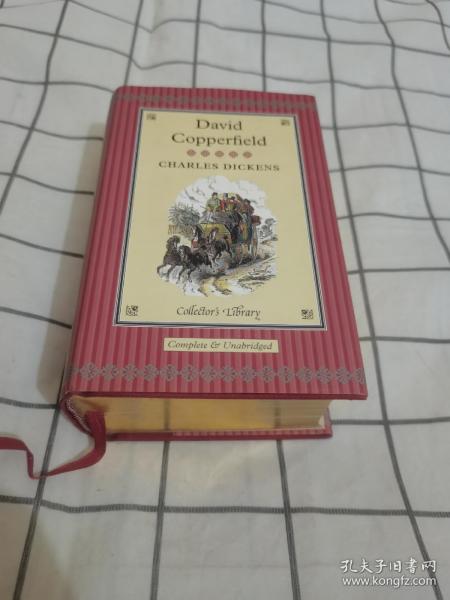 David
Copperfield
CHARLES DICKENS
Collector's Library
Complete & Unabridged
孔夫子旧书网
www.kongfz.com